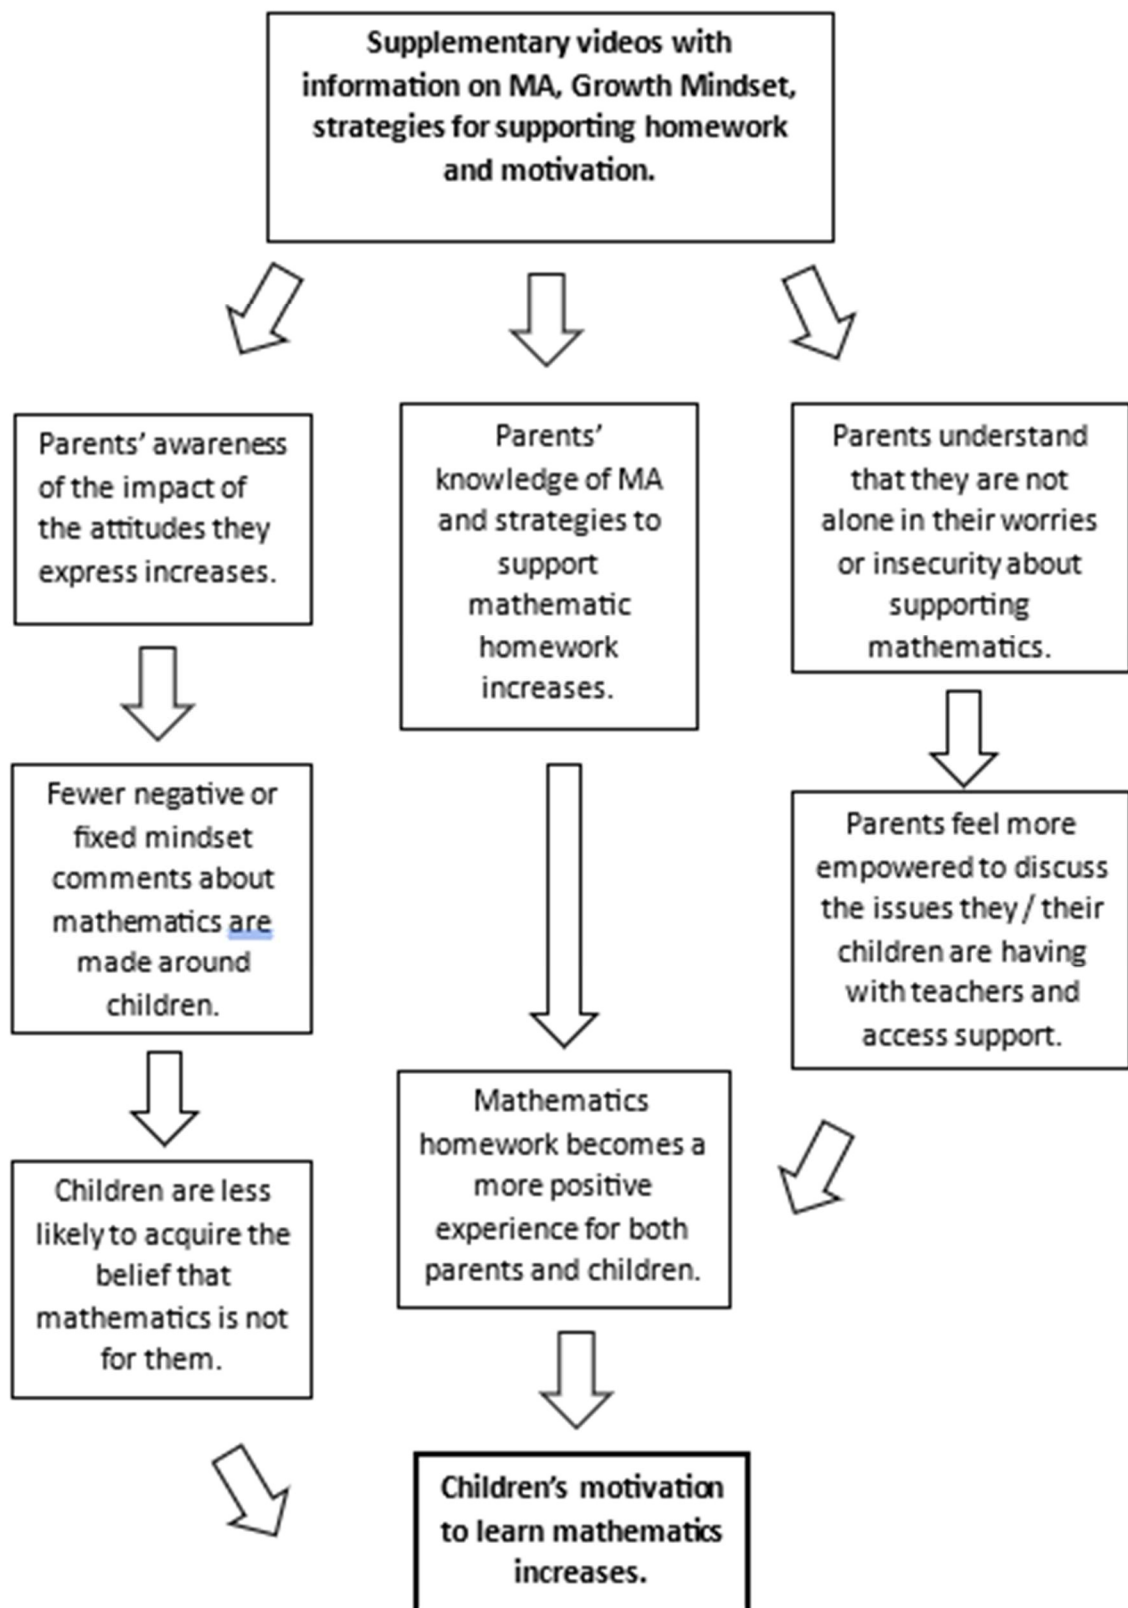 Supplementary videos with
information on MA, Growth Mindset,
strategies for supporting homework
and motivation.
Parents’ awareness
of the impact of
the attitudes they
express increases.
Parents’
knowledge of MA
and strategies to
support
mathematic
homework
increases.
Parents understand
that they are not
alone in their worries
or insecurity about
supporting
mathematics.
Fewer negative or
fixed mindset
comments about
mathematics are
made around
children.
Parents feel more
empowered to discuss
the issues they / their
children are having
with teachers and
access support.
Children are less
likely to acquire the
belief that
mathematics is not
for them.
Mathematics
homework becomes a
more positive
experience for both
parents and children.
Children’s motivation
to learn mathematics
increases.